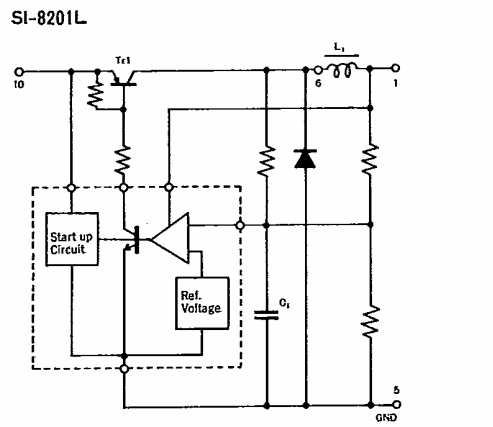 SI-8201L
Tr1
L1
10
6
1
Start up
Circuit
Ref.
Voltage
C1
5
GND